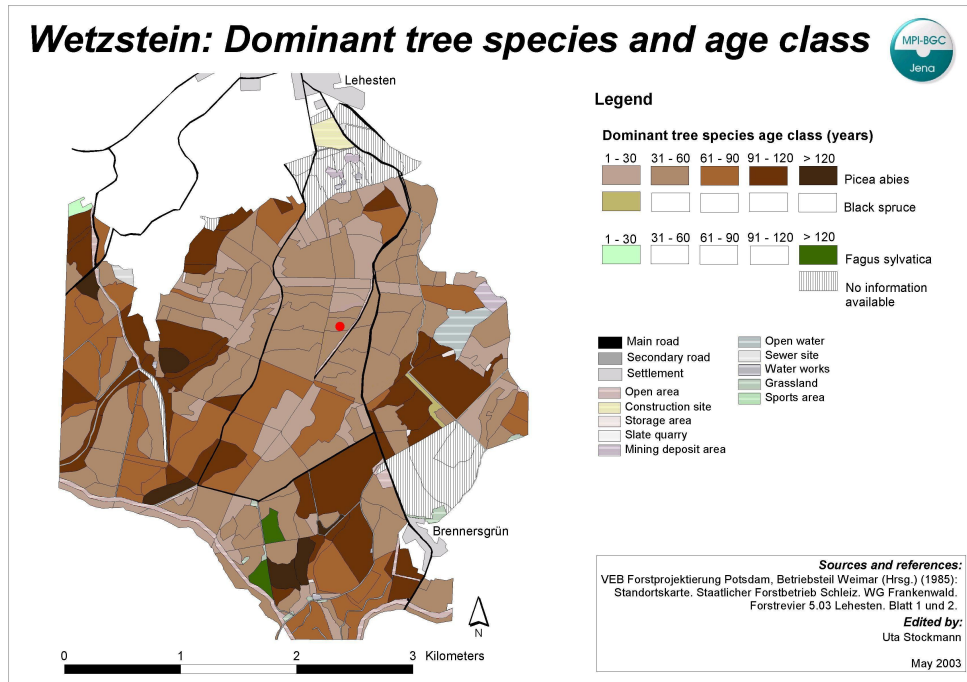 Wetzstein: Dominant tree species and age class
MPI-BGC
Jena
Lehesten
Brennersgrün
N
0 1 2 3 Kilometers
Legend
Dominant tree species age class (years)
1 - 30 31 - 60 61 - 90 91 - 120 > 120
Picea abies
Black spruce
1 - 30 31 - 60 61 - 90 91 - 120 > 120
Fagus sylvatica
No information
available
Main road
Secondary road
Settlement
Open area
Construction site
Storage area
Slate quarry
Mining deposit area
Open water
Sewer site
Water works
Grassland
Sports area
Sources and references:
VEB Forstprojektierung Potsdam, Betriebsteil Weimar (Hrsg.) (1985):
Standortskarte. Staatlicher Forstbetrieb Schleiz. WG Frankenwald.
Forstrevier 5.03 Lehesten. Blatt 1 und 2.
Edited by:
Uta Stockmann
May 2003